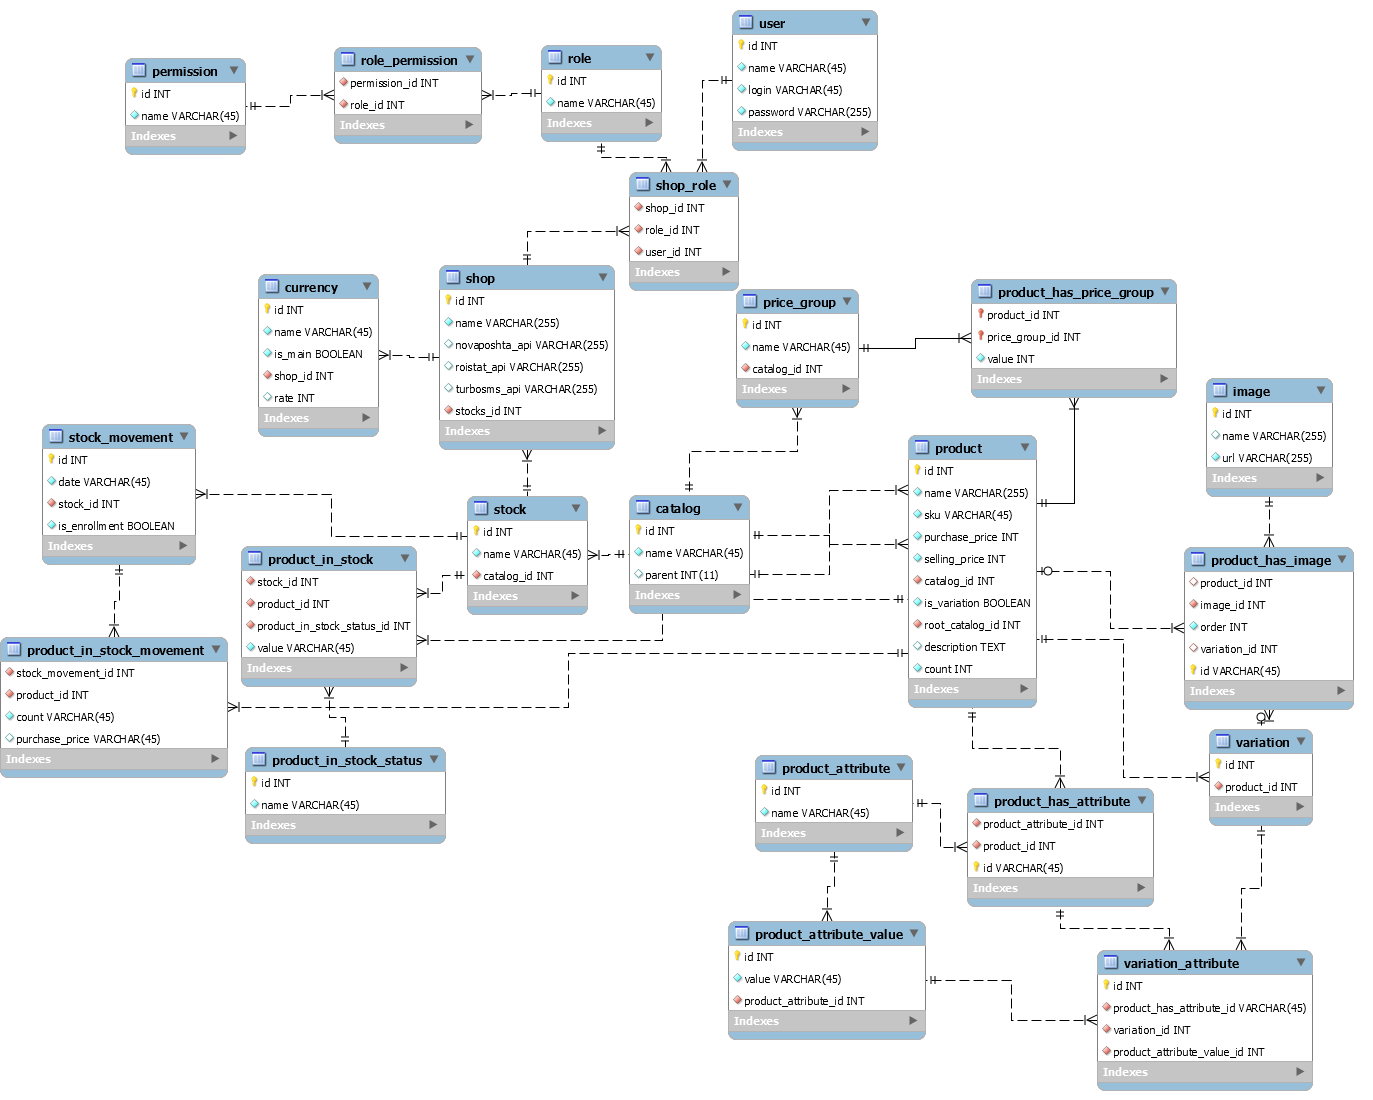 user
id INT
name VARCHAR(45)
login VARCHAR(45)
password VARCHAR(255)
Indexes
permission
id INT
name VARCHAR(45)
Indexes
role_permission
permission_id INT
role_id INT
Indexes
role
id INT
name VARCHAR(45)
Indexes
shop_role
shop_id INT
role_id INT
user_id INT
Indexes
currency
id INT
name VARCHAR(45)
is_main BOOLEAN
shop_id INT
rate INT
Indexes
shop
id INT
name VARCHAR(255)
novaposhta_api VARCHAR(255)
roistat_api VARCHAR(255)
turbosms_api VARCHAR(255)
stocks_id INT
Indexes
price_group
id INT
name VARCHAR(45)
catalog_id INT
Indexes
product_has_price_group
product_id INT
price_group_id INT
value INT
Indexes
image
id INT
name VARCHAR(255)
url VARCHAR(255)
Indexes
stock_movement
id INT
date VARCHAR(45)
stock_id INT
is_enrollment BOOLEAN
Indexes
stock
id INT
name VARCHAR(45)
catalog_id INT
Indexes
catalog
id INT
name VARCHAR(45)
parent INT(11)
Indexes
product
id INT
name VARCHAR(255)
sku VARCHAR(45)
purchase_price INT
selling_price INT
catalog_id INT
is_variation BOOLEAN
root_catalog_id INT
description TEXT
count INT
Indexes
product_in_stock
stock_id INT
product_id INT
product_in_stock_status_id INT
value VARCHAR(45)
Indexes
product_has_image
product_id INT
image_id INT
order INT
variation_id INT
id VARCHAR(45)
Indexes
product_in_stock_movement
stock_movement_id INT
product_id INT
count VARCHAR(45)
purchase_price VARCHAR(45)
Indexes
product_in_stock_status
id INT
name VARCHAR(45)
Indexes
variation
id INT
product_id INT
Indexes
product_attribute
id INT
name VARCHAR(45)
Indexes
product_has_attribute
product_attribute_id INT
product_id INT
id VARCHAR(45)
Indexes
product_attribute_value
id INT
value VARCHAR(45)
product_attribute_id INT
Indexes
variation_attribute
id INT
product_has_attribute_id VARCHAR(45)
variation_id INT
product_attribute_value_id INT
Indexes